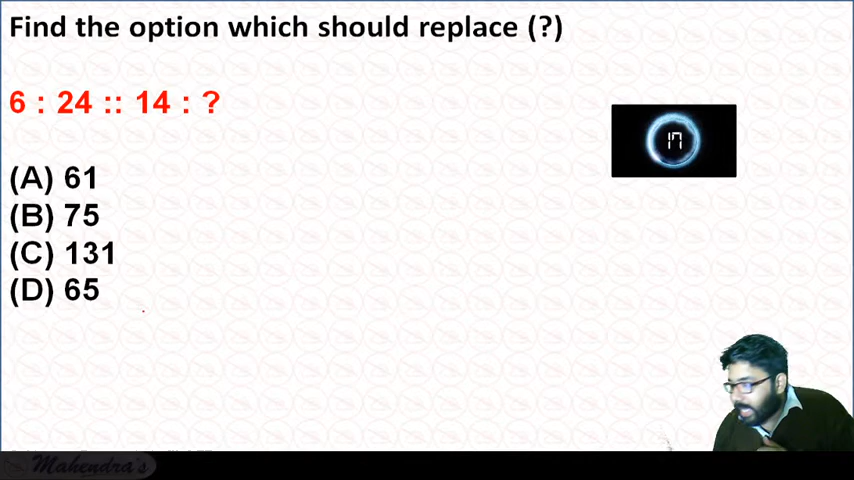 Find the option which should replace (?)
6 : 24 :: 14 : ?
17
(A) 61
(B) 75
(C) 131
(D) 65
Mahendra's